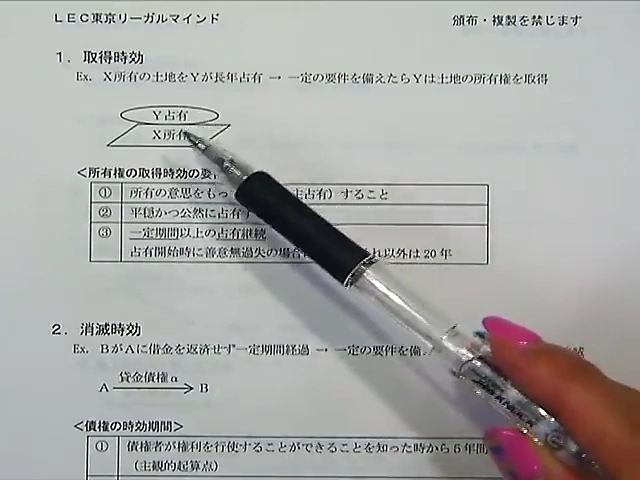 LEC東京リーガルマインド
頒布・複製を禁じます
1．取得時効
Ex. X所有の土地をYが長年占有 → 一定の要件を備えたらYは土地の所有権を取得
Y占有
X所有
<所有権の取得時効の要
① 所有の意思をもっ 主占有）すること
② 平穏かつ公然に占有す
③ 一定期間以上の占有継続
占有開始時に善意無過失の場合 れ以外は20年
2．消滅時効
Ex. BがAに借金を返済せず一定期間経過 → 一定の要件を備
貸金債権α
A → B
<債権の時効期間>
① 債権者が権利を行使することができることを知った時から5年間
（主観的起算点）